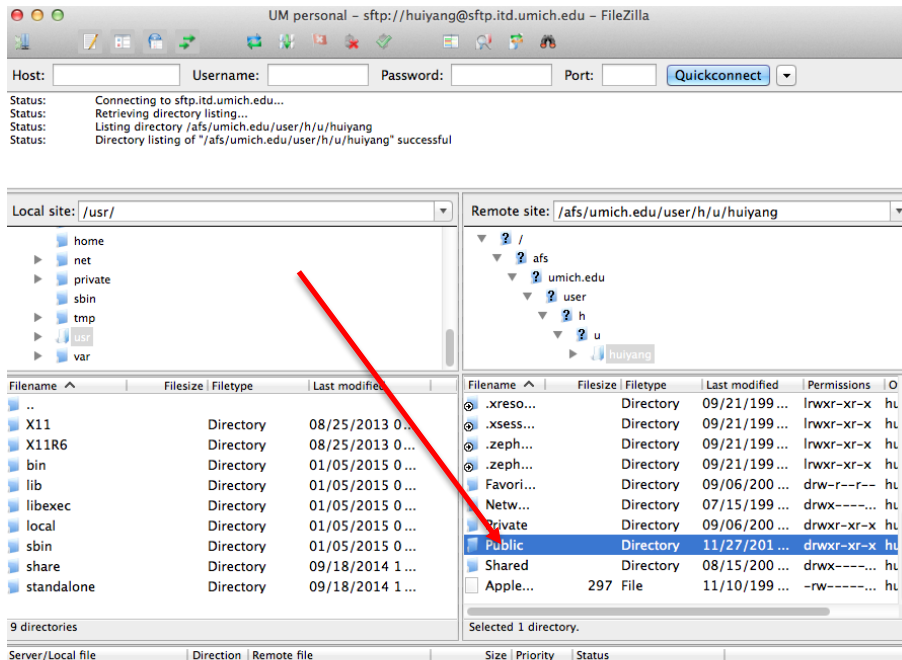 UM personal – sftp://huiyang@sftp.itd.umich.edu – FileZilla
Host: Username: Password: Port: Quickconnect
Status: Connecting to sftp.itd.umich.edu...
Status: Retrieving directory listing...
Status: Listing directory /afs/umich.edu/user/h/u/huiyang
Status: Directory listing of "/afs/umich.edu/user/h/u/huiyang" successful
Local site: /usr/
home
net
private
sbin
tmp
usr
var
Remote site: /afs/umich.edu/user/h/u/huiyang
? /
? afs
? umich.edu
? user
? h
? u
huiyang
Filename Filesize Filetype Last modified
..
X11 Directory 08/25/2013 0...
X11R6 Directory 08/25/2013 0...
bin Directory 01/05/2015 0...
lib Directory 01/05/2015 0...
libexec Directory 01/05/2015 0...
local Directory 01/05/2015 0...
sbin Directory 01/05/2015 0...
share Directory 09/18/2014 1...
standalone Directory 09/18/2014 1...
9 directories
Filename Filesize Filetype Last modified Permissions O
.xreso... Directory 09/21/199... lrwxr-xr-x hu
.xsess... Directory 09/21/199... lrwxr-xr-x hu
.zeph... Directory 09/21/199... lrwxr-xr-x hu
.zeph... Directory 09/21/199... lrwxr-xr-x hu
Favori... Directory 09/06/200... drw-r--r-- hu
Netw... Directory 07/15/199... drwx----... hu
Private Directory 09/06/200... drwxr-xr-x hu
Public Directory 11/27/201... drwxr-xr-x hu
Shared Directory 08/15/200... drwx----... hu
Apple... 297 File 11/10/199... -rw-----... hu
Selected 1 directory.
Server/Local file Direction Remote file Size Priority Status